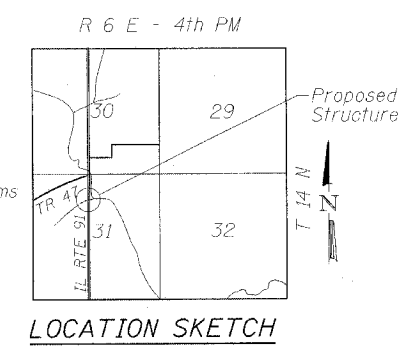 R 6 E - 4th PM
30
29
Proposed
Structure
ms
TR 47
IL RTE 91
31
32
T 14 N
N
LOCATION SKETCH